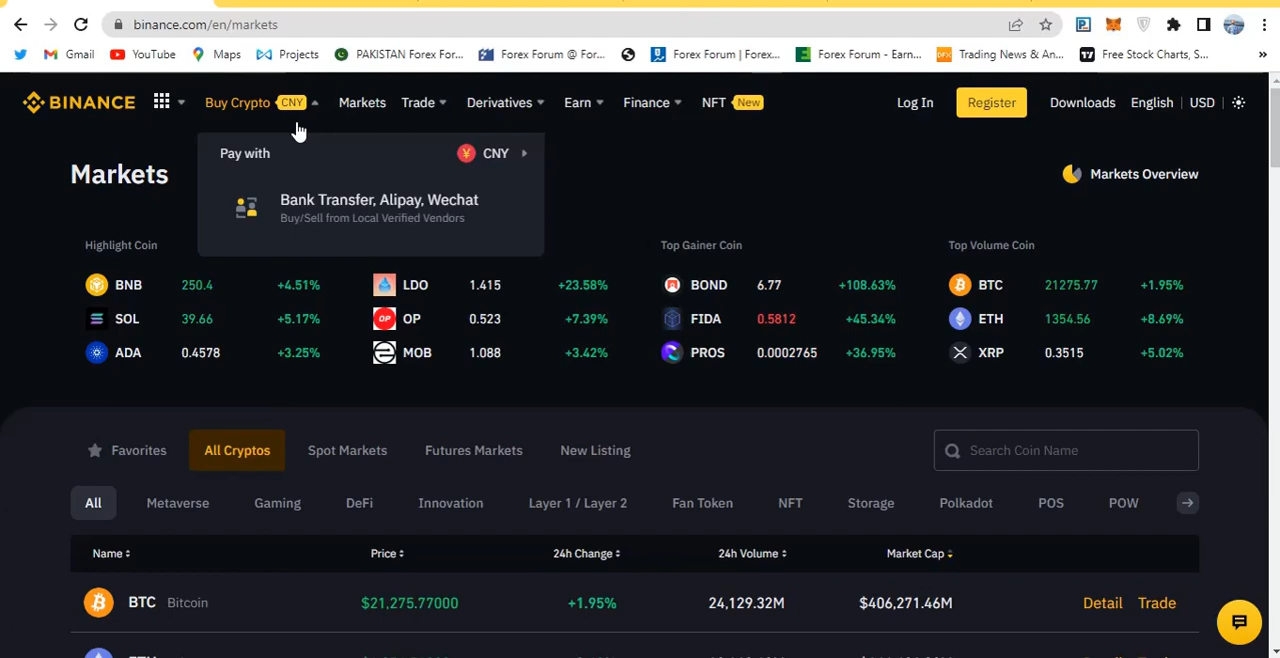 binance.com/en/markets
Gmail YouTube Maps Projects PAKISTAN Forex For... Forex Forum @ For... Forex Forum | Forex... Forex Forum - Earn... Trading News & An... Free Stock Charts, S... »
BINANCE Buy Crypto CNY Markets Trade Derivatives Earn Finance NFT New Log In Register Downloads English | USD |
Pay with ¥ CNY
Markets Markets Overview
Bank Transfer, Alipay, Wechat
Buy/Sell from Local Verified Vendors
Highlight Coin Top Gainer Coin Top Volume Coin
BNB 250.4 +4.51% LDO 1.415 +23.58% BOND 6.77 +108.63% BTC 21275.77 +1.95%
SOL 39.66 +5.17% OP OP 0.523 +7.39% FIDA 0.5812 +45.34% ETH 1354.56 +8.69%
ADA 0.4578 +3.25% MOB 1.088 +3.42% PROS 0.0002765 +36.95% XRP 0.3515 +5.02%
Favorites All Cryptos Spot Markets Futures Markets New Listing Search Coin Name
All Metaverse Gaming DeFi Innovation Layer 1 / Layer 2 Fan Token NFT Storage Polkadot POS POW
Name Price 24h Change 24h Volume Market Cap
BTC Bitcoin $21,275.77000 +1.95% 24,129.32M $406,271.46M Detail Trade